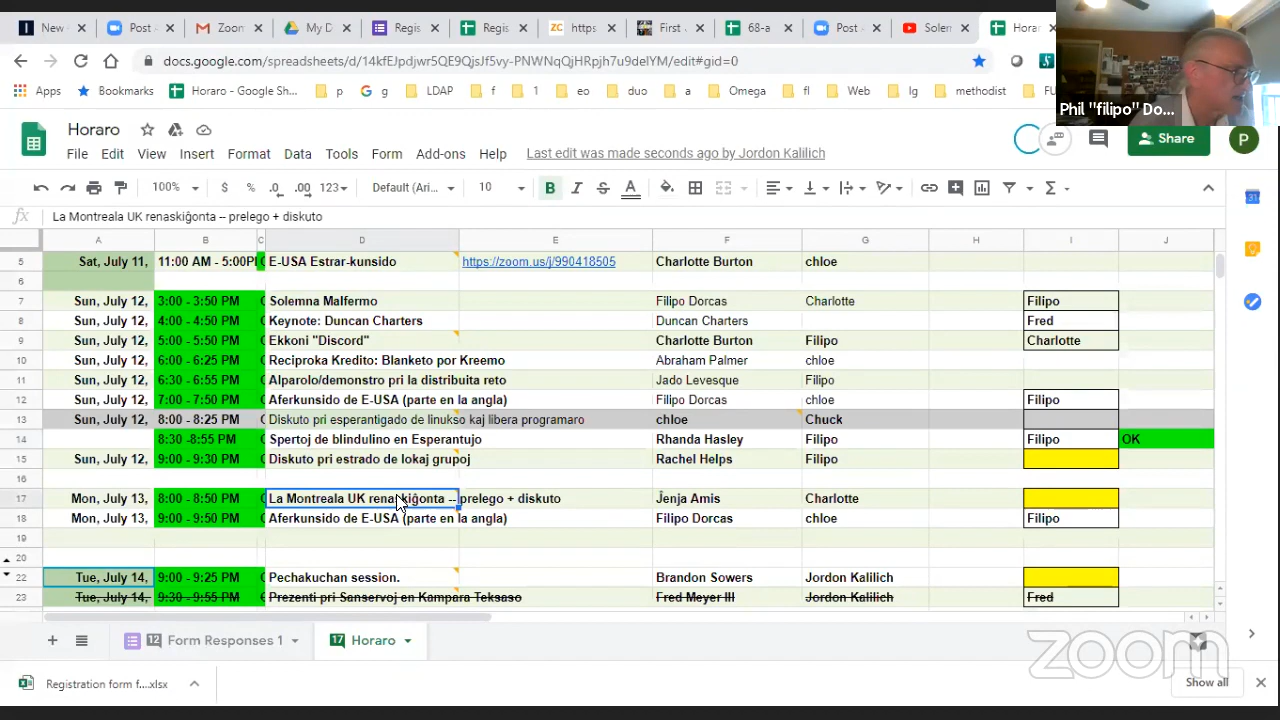 New Post A Zoom My D Regis Regis https First 68-a Post A Solem Horar
docs.google.com/spreadsheets/ 14kfEJpdjwr5QE9QjsJf5vy-PNWNqQjHRpjh7u9delYM/edit#gid=0
Apps Bookmarks Horaro - Google Sh... p g LDAP f 1 eo duo a Omega fl Web lg methodist FU
Phil "filipo" Do...
Horaro
Share P
File Edit View Insert Format Data Tools Form Add-ons Help Last edit was made seconds ago by Jordon Kalilich
100% $ % .0 .00 123 Default (Ari... 10 B I S A
fx La Montreala UK renaskiĝonta -- prelego + diskuto
A B C D E F G H I J
5 Sat, July 11, 11:00 AM - 5:00PM E-USA Estrar-kunsido https://zoom.us/j/990418505 Charlotte Burton chloe
6
7 Sun, July 12, 3:00 - 3:50 PM Solemna Malfermo Filipo Dorcas Charlotte Filipo
8 Sun, July 12, 4:00 - 4:50 PM Keynote: Duncan Charters Duncan Charters Fred
9 Sun, July 12, 5:00 - 5:50 PM Ekkoni "Discord" Charlotte Burton Filipo Charlotte
10 Sun, July 12, 6:00 - 6:25 PM Reciproka Kredito: Blanketo por Kreemo Abraham Palmer chloe
11 Sun, July 12, 6:30 - 6:55 PM Alparolo/demonstro pri la distribuita reto Jado Levesque Filipo
12 Sun, July 12, 7:00 - 7:50 PM Aferkunsido de E-USA (parte en la angla) Filipo Dorcas chloe Filipo
13 Sun, July 12, 8:00 - 8:25 PM Diskuto pri esperantigado de linukso kaj libera programaro chloe Chuck
14 8:30 -8:55 PM Spertoj de blindulino en Esperantujo Rhanda Hasley Filipo Filipo OK
15 Sun, July 12, 9:00 - 9:30 PM Diskuto pri estrado de lokaj grupoj Rachel Helps Filipo
16
17 Mon, July 13, 8:00 - 8:50 PM La Montreala UK renaskiĝonta -- prelego + diskuto Ĵenja Amis Charlotte
18 Mon, July 13, 9:00 - 9:50 PM Aferkunsido de E-USA (parte en la angla) Filipo Dorcas chloe Filipo
19
20
22 Tue, July 14, 9:00 - 9:25 PM Pechakuchan session. Brandon Sowers Jordon Kalilich
23 Tue, July 14, 9:30 - 9:55 PM Prezenti pri Sanservoj en Kampara Teksaso Fred Meyer III Jordon Kalilich Fred
12 Form Responses 1 17 Horaro
zoom
Registration form f....xlsx Show all